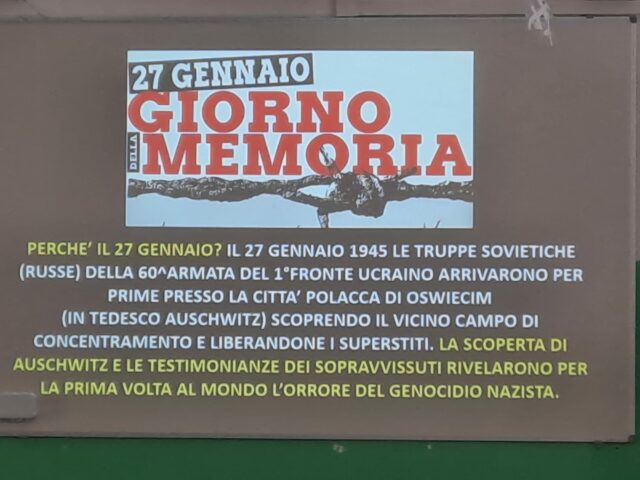 27 GENNAIO
GIORNO
DELLA
MEMORIA
PERCHE' IL 27 GENNAIO? IL 27 GENNAIO 1945 LE TRUPPE SOVIETICHE
(RUSSE) DELLA 60^ARMATA DEL 1°FRONTE UCRAINO ARRIVARONO PER
PRIME PRESSO LA CITTA' POLACCA DI OSWIECIM
(IN TEDESCO AUSCHWITZ) SCOPRENDO IL VICINO CAMPO DI
CONCENTRAMENTO E LIBERANDONE I SUPERSTITI. LA SCOPERTA DI
AUSCHWITZ E LE TESTIMONIANZE DEI SOPRAVVISSUTI RIVELARONO PER
LA PRIMA VOLTA AL MONDO L'ORRORE DEL GENOCIDIO NAZISTA.